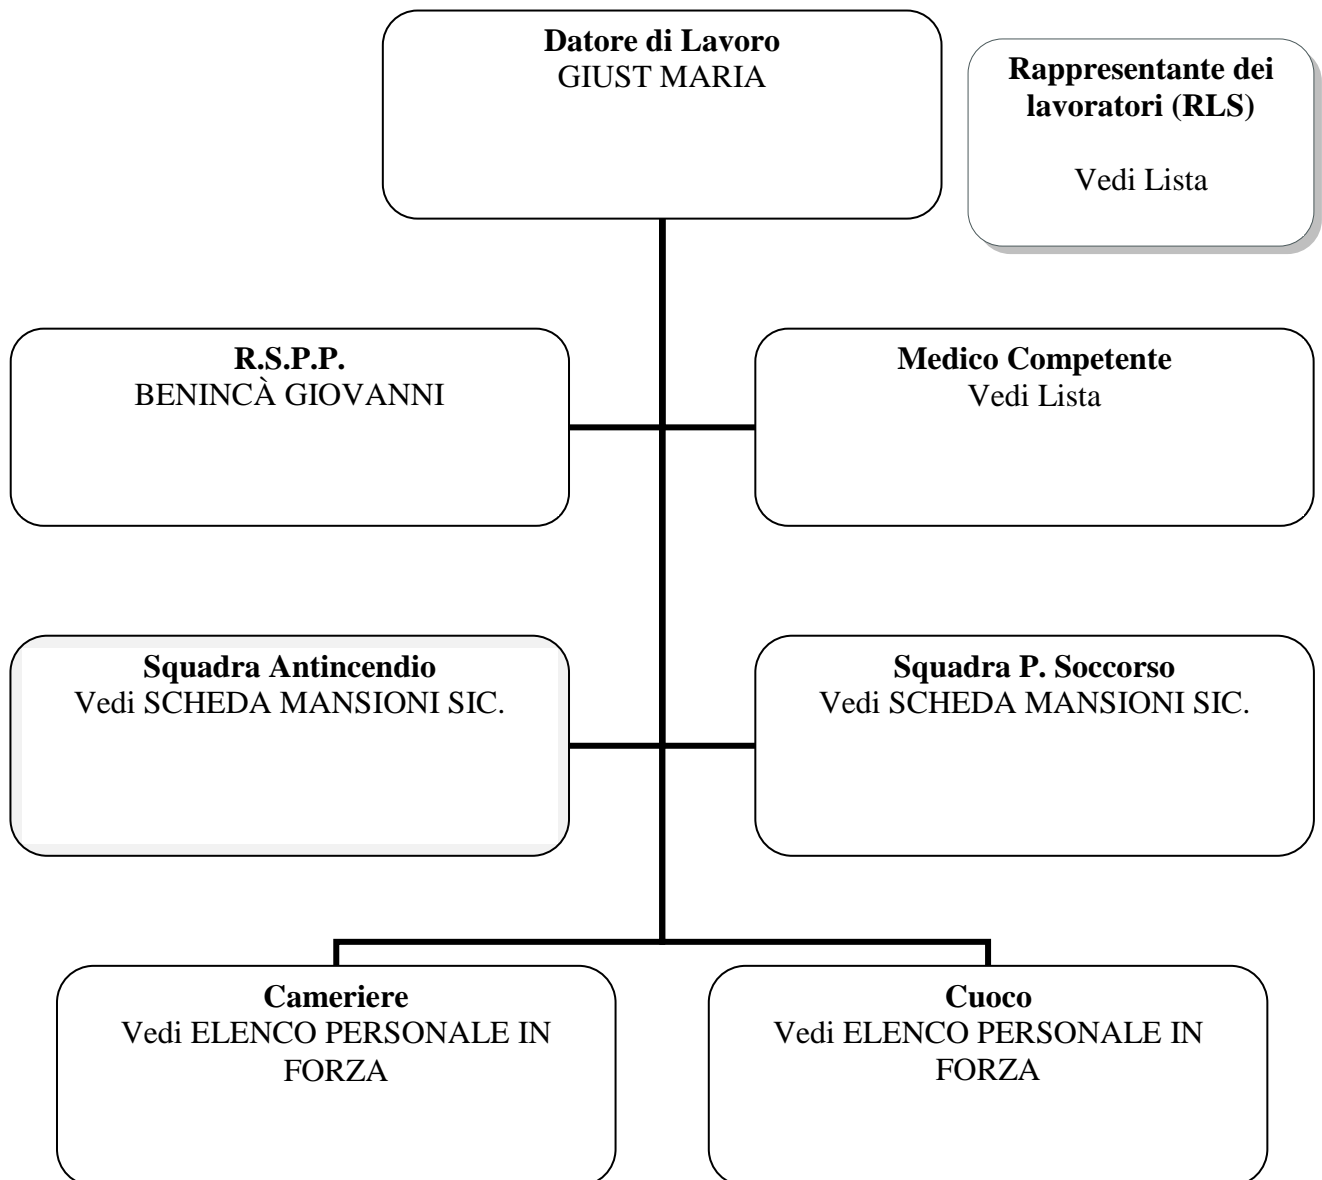 Datore di Lavoro
GIUST MARIA
Rappresentante dei
lavoratori (RLS)
Vedi Lista
R.S.P.P.
BENINCÀ GIOVANNI
Medico Competente
Vedi Lista
Squadra Antincendio
Vedi SCHEDA MANSIONI SIC.
Squadra P. Soccorso
Vedi SCHEDA MANSIONI SIC.
Cameriere
Vedi ELENCO PERSONALE IN
FORZA
Cuoco
Vedi ELENCO PERSONALE IN
FORZA